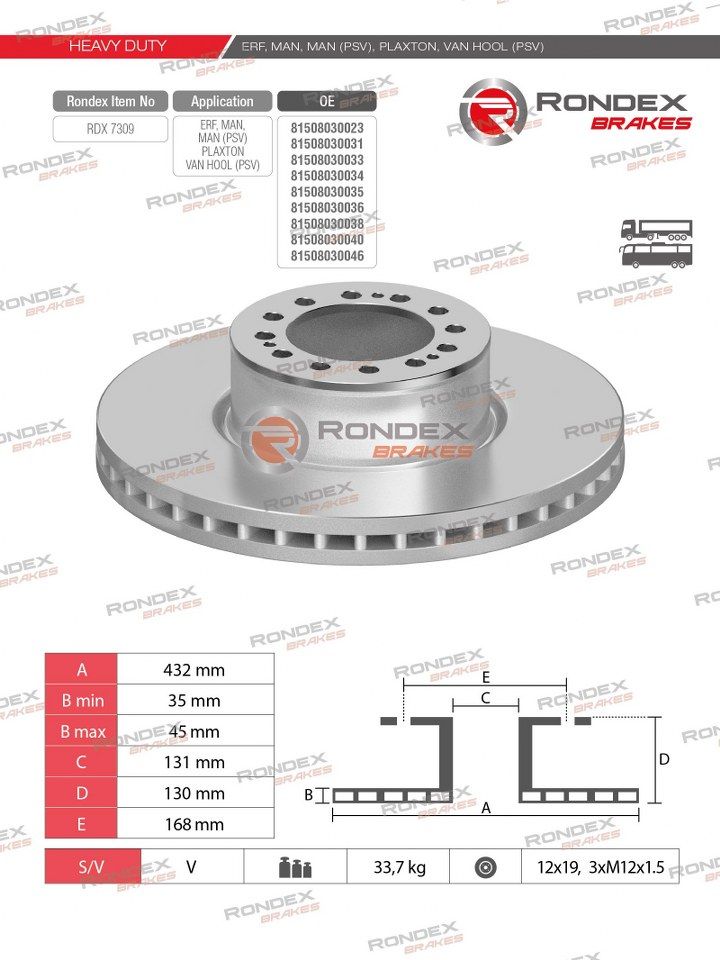 HEAVY DUTY
ERF, MAN, MAN (PSV), PLAXTON, VAN HOOL (PSV)
Rondex Item No
Application
OE
RDX 7309
ERF, MAN,
MAN (PSV)
PLAXTON
VAN HOOL (PSV)
81508030023
81508030031
81508030033
81508030034
81508030035
81508030036
81508030038
81508030040
81508030046
RONDEX
BRAKES
RONDEX
BRAKES
A 432 mm
B min 35 mm
B max 45 mm
C 131 mm
D 130 mm
E 168 mm
E
C
D
B
A
S/V V 33,7 kg 12x19, 3xM12x1.5